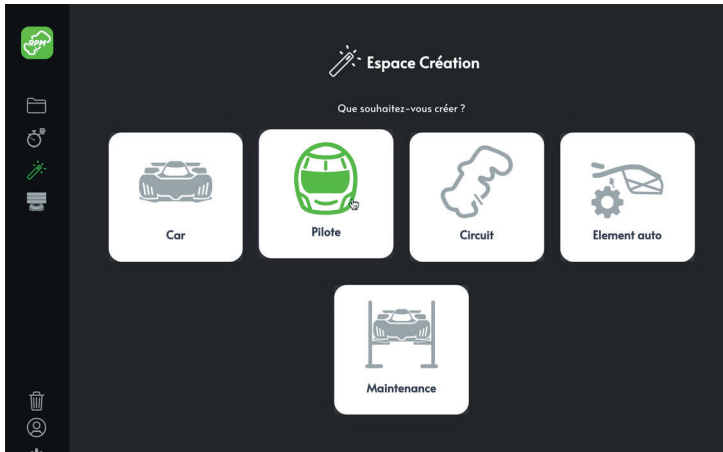 RPM
Espace Création
Que souhaitez-vous créer ?
Car
Pilote
Circuit
Element auto
Maintenance